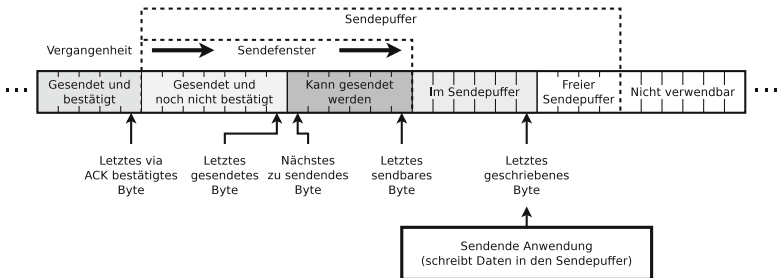 Sendepuffer
Vergangenheit
Sendefenster
Gesendet und
bestätigt
Gesendet und
noch nicht bestätigt
Kann gesendet
werden
Im Sendepuffer
Freier
Sendepuffer
Nicht verwendbar
Letztes via
ACK bestätigtes
Byte
Letztes
gesendetes
Byte
Nächstes
zu sendendes
Byte
Letztes
sendbares
Byte
Letztes
geschriebenes
Byte
Sendende Anwendung
(schreibt Daten in den Sendepuffer)